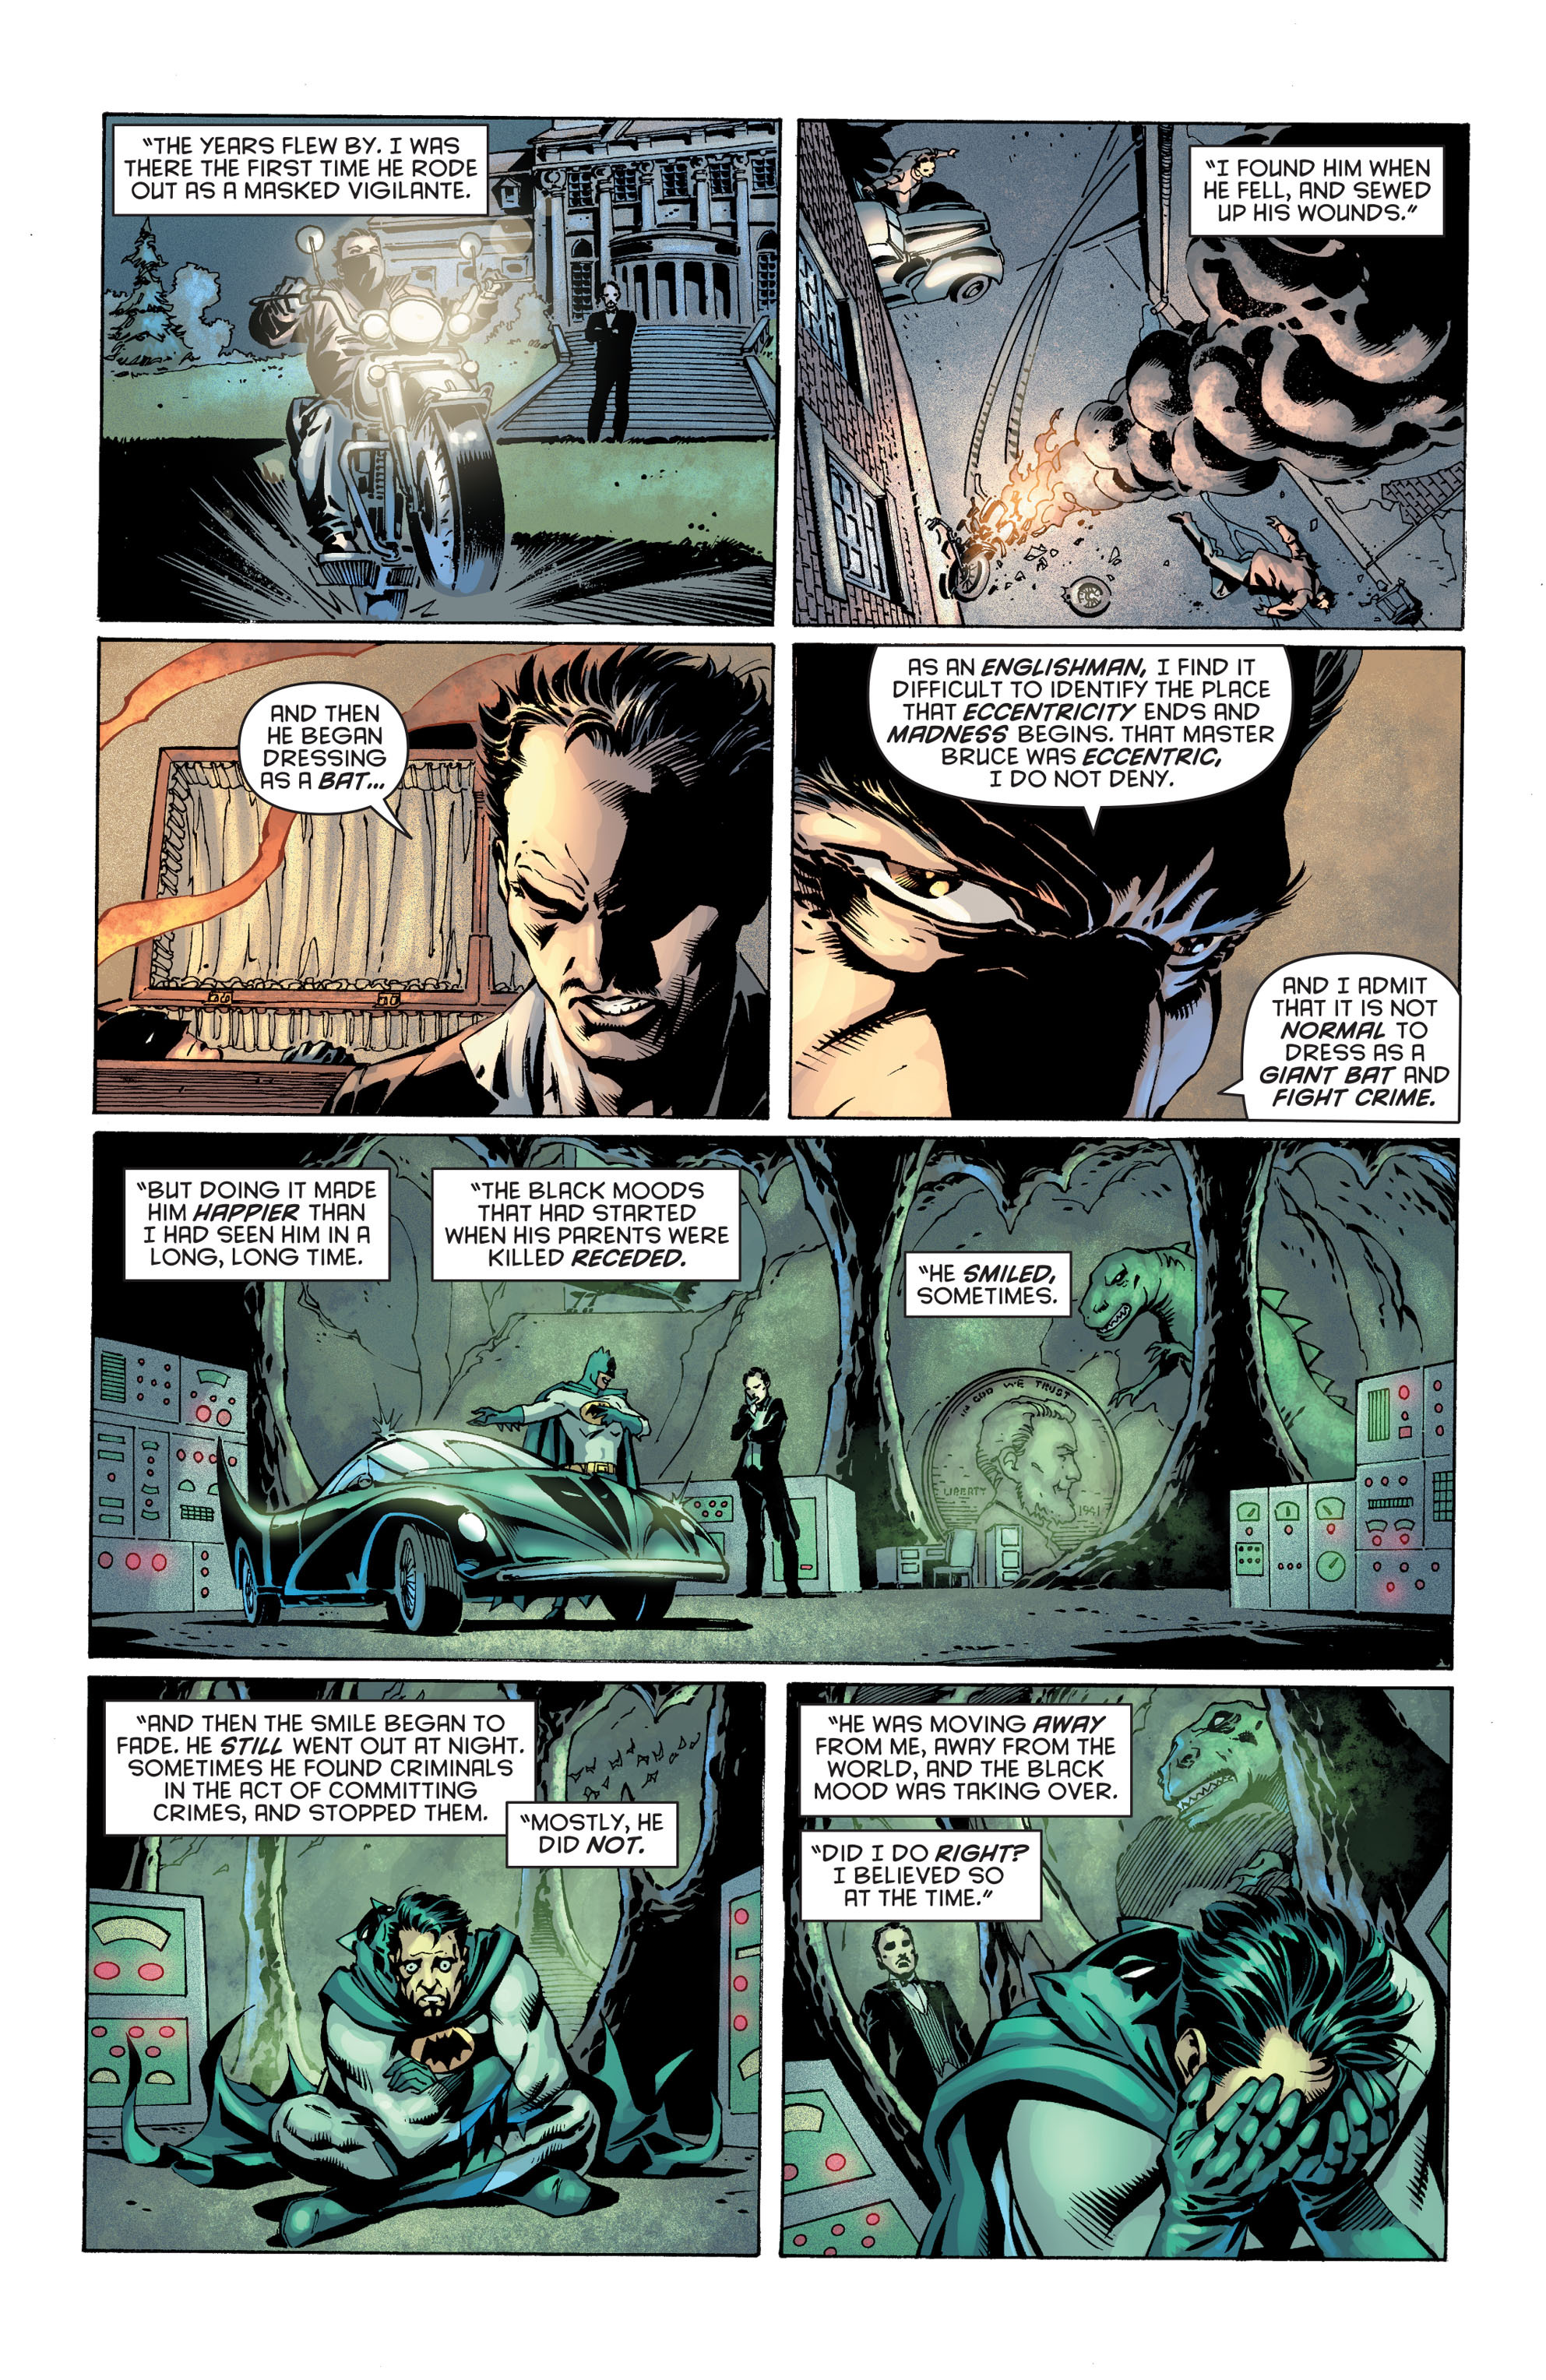 "THE YEARS FLEW BY. I WAS
THERE THE FIRST TIME HE RODE
OUT AS A MASKED VIGILANTE.
"I FOUND HIM WHEN
HE FELL, AND SEWED
UP HIS WOUNDS."
AND THEN
HE BEGAN
DRESSING
AS A BAT...
AS AN ENGLISHMAN, I FIND IT
DIFFICULT TO IDENTIFY THE PLACE
THAT ECCENTRICITY ENDS AND
MADNESS BEGINS. THAT MASTER
BRUCE WAS ECCENTRIC,
I DO NOT DENY.
AND I ADMIT
THAT IT IS NOT
NORMAL TO
DRESS AS A
GIANT BAT AND
FIGHT CRIME.
"BUT DOING IT MADE
HIM HAPPIER THAN
I HAD SEEN HIM IN A
LONG, LONG TIME.
"THE BLACK MOODS
THAT HAD STARTED
WHEN HIS PARENTS WERE
KILLED RECEDED.
"HE SMILED,
SOMETIMES.
IN GOD WE TRUST
LIBERTY
1941
"AND THEN THE SMILE BEGAN TO
FADE. HE STILL WENT OUT AT NIGHT.
SOMETIMES HE FOUND CRIMINALS
IN THE ACT OF COMMITTING
CRIMES, AND STOPPED THEM.
"MOSTLY, HE
DID NOT.
"HE WAS MOVING AWAY
FROM ME, AWAY FROM THE
WORLD, AND THE BLACK
MOOD WAS TAKING OVER.
"DID I DO RIGHT?
I BELIEVED SO
AT THE TIME."